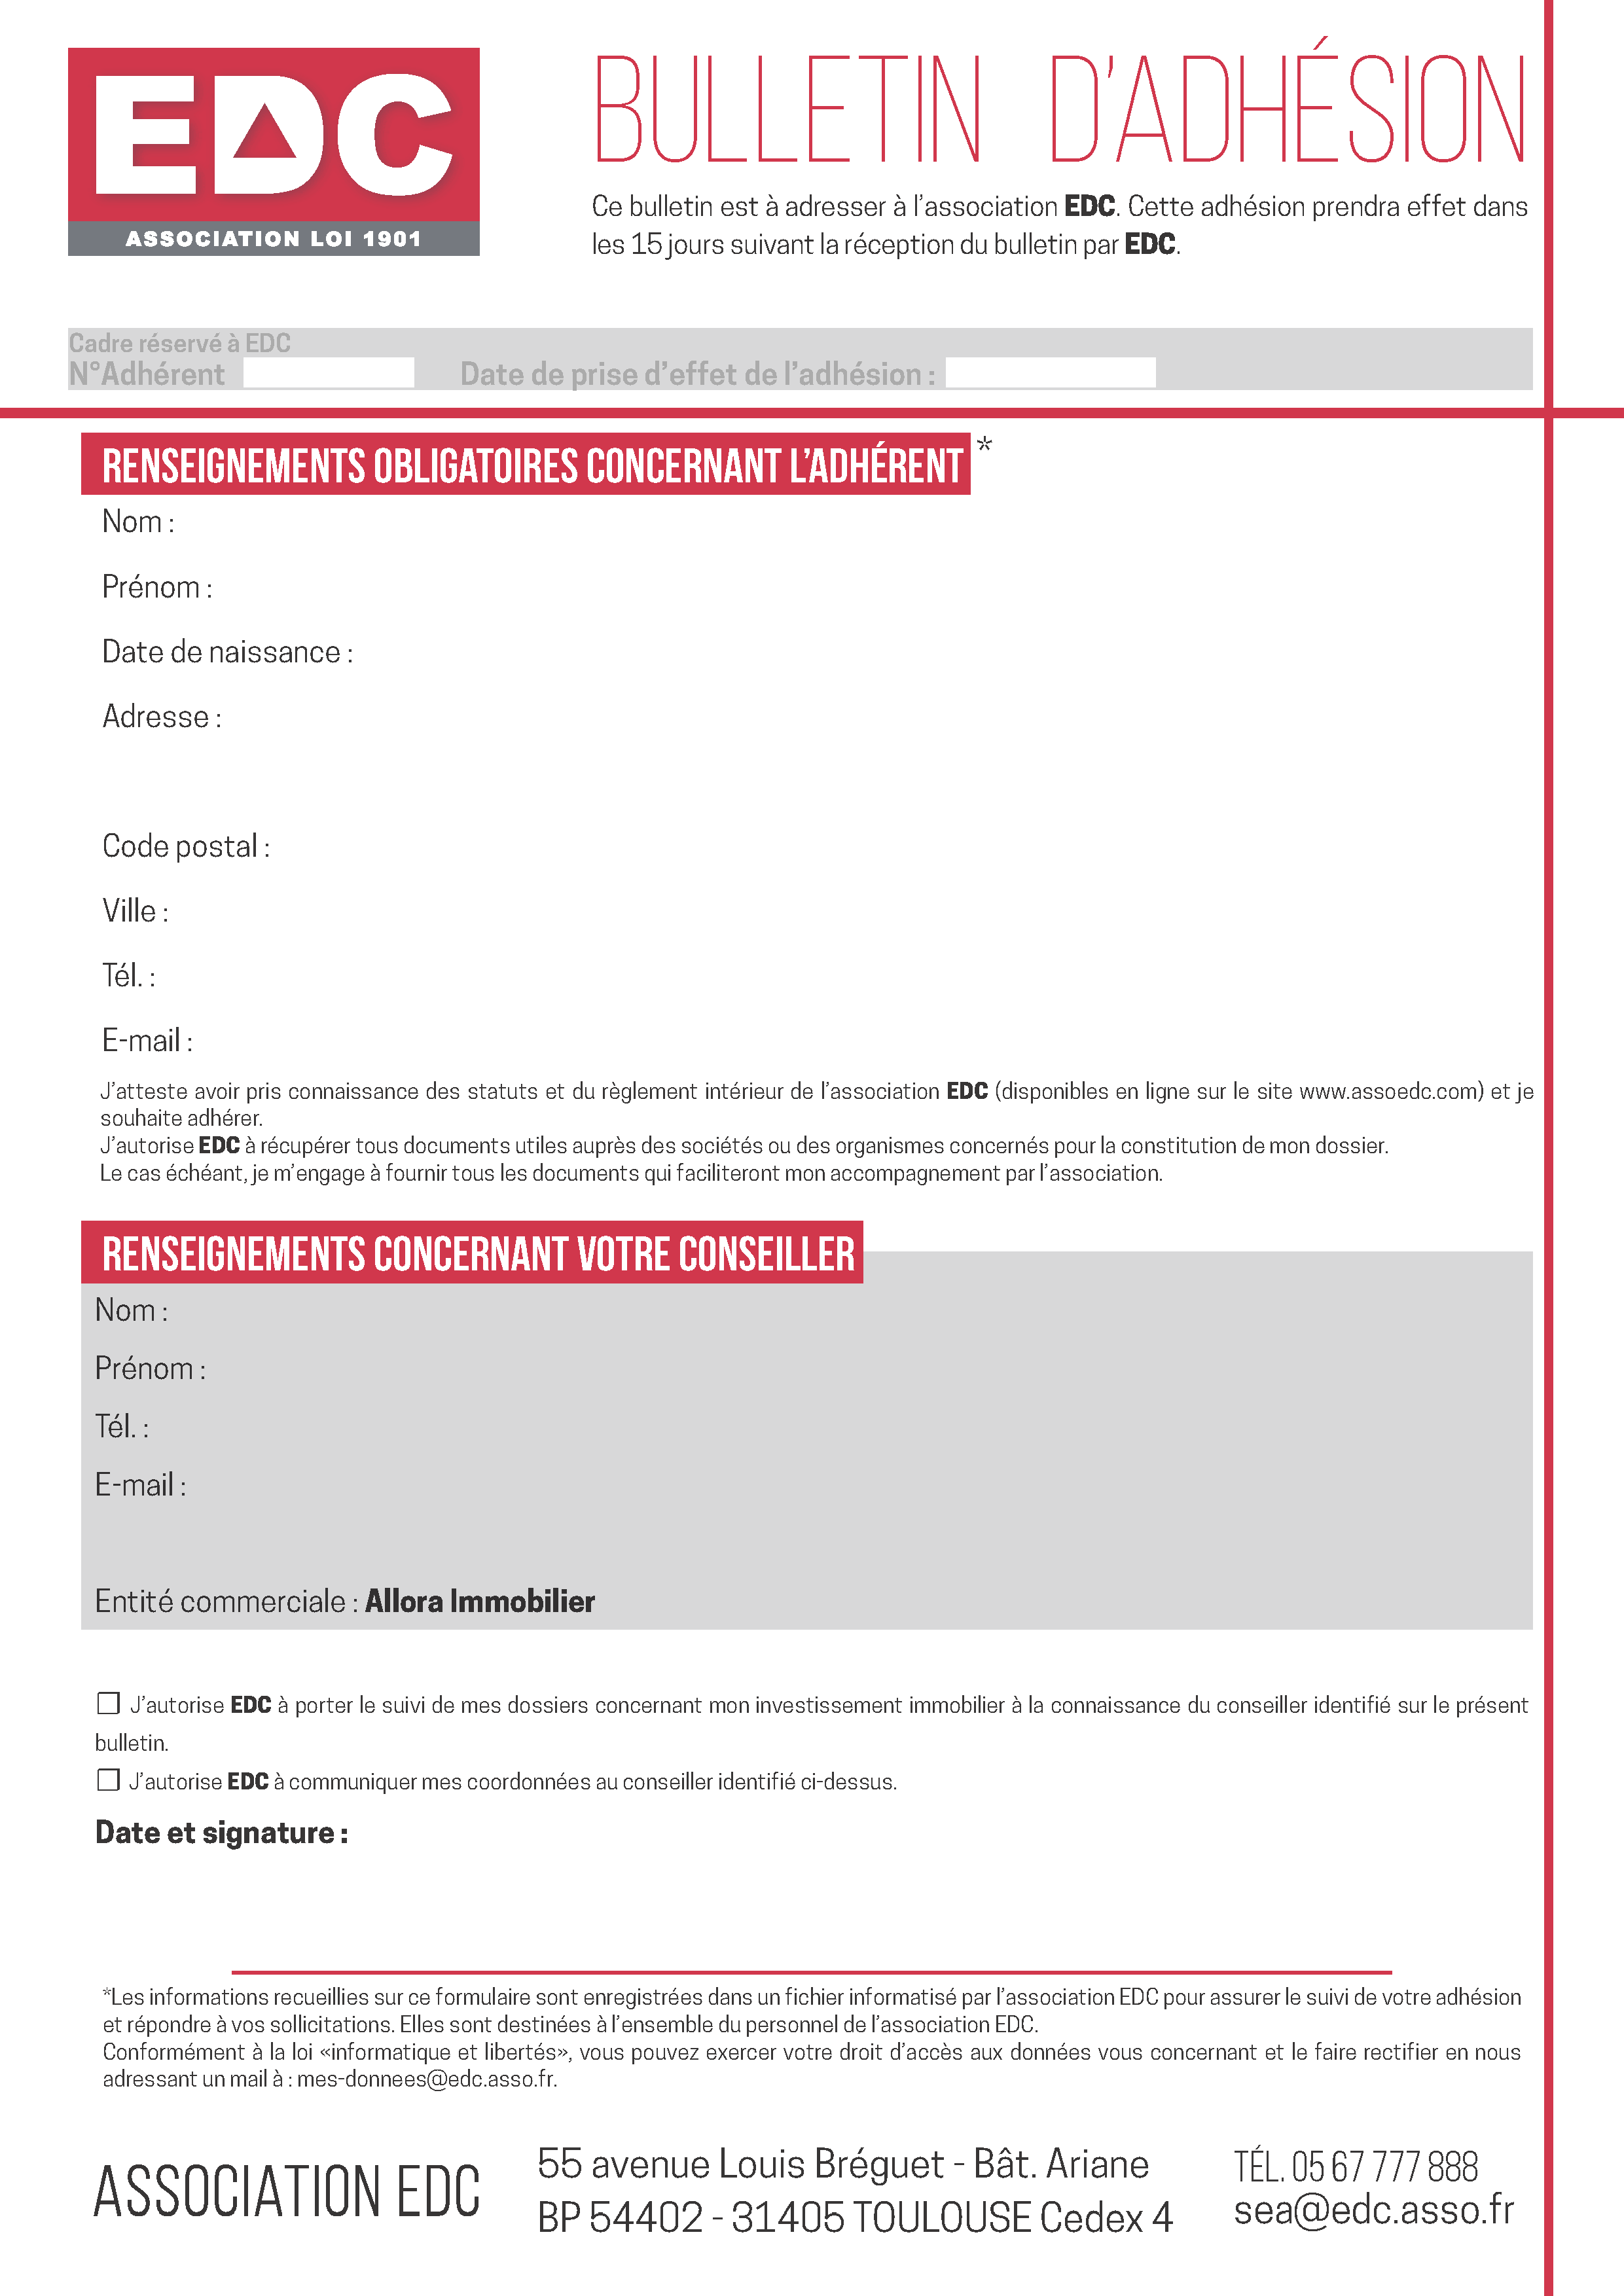 EDC
ASSOCIATION LOI 1901
BULLETIN D’ADHÉSION
Ce bulletin est à adresser à l’association EDC. Cette adhésion prendra effet dans
les 15 jours suivant la réception du bulletin par EDC.
Cadre réservé à EDC
N°Adhérent Date de prise d’effet de l’adhésion :
RENSEIGNEMENTS OBLIGATOIRES CONCERNANT L’ADHÉRENT *
Nom :
Prénom :
Date de naissance :
Adresse :
Code postal :
Ville :
Tél. :
E-mail :
J’atteste avoir pris connaissance des statuts et du règlement intérieur de l’association EDC (disponibles en ligne sur le site www.assoedc.com) et je
souhaite adhérer.
J’autorise EDC à récupérer tous documents utiles auprès des sociétés ou des organismes concernés pour la constitution de mon dossier.
Le cas échéant, je m’engage à fournir tous les documents qui faciliteront mon accompagnement par l’association.
RENSEIGNEMENTS CONCERNANT VOTRE CONSEILLER
Nom :
Prénom :
Tél. :
E-mail :
Entité commerciale : Allora Immobilier
❒ J’autorise EDC à porter le suivi de mes dossiers concernant mon investissement immobilier à la connaissance du conseiller identifié sur le présent
bulletin.
❒ J’autorise EDC à communiquer mes coordonnées au conseiller identifié ci-dessus.
Date et signature :
*Les informations recueillies sur ce formulaire sont enregistrées dans un fichier informatisé par l’association EDC pour assurer le suivi de votre adhésion
et répondre à vos sollicitations. Elles sont destinées à l’ensemble du personnel de l’association EDC.
Conformément à la loi «informatique et libertés», vous pouvez exercer votre droit d’accès aux données vous concernant et le faire rectifier en nous
adressant un mail à : mes-donnees@edc.asso.fr.
ASSOCIATION EDC
55 avenue Louis Bréguet - Bât. Ariane
BP 54402 - 31405 TOULOUSE Cedex 4
TÉL. 05 67 777 888
sea@edc.asso.fr